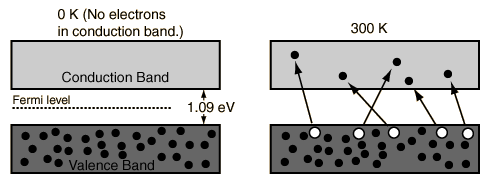 0 K (No electrons
in conduction band.)
Conduction Band
Fermi level
1.09 eV
Valence Band
300 K